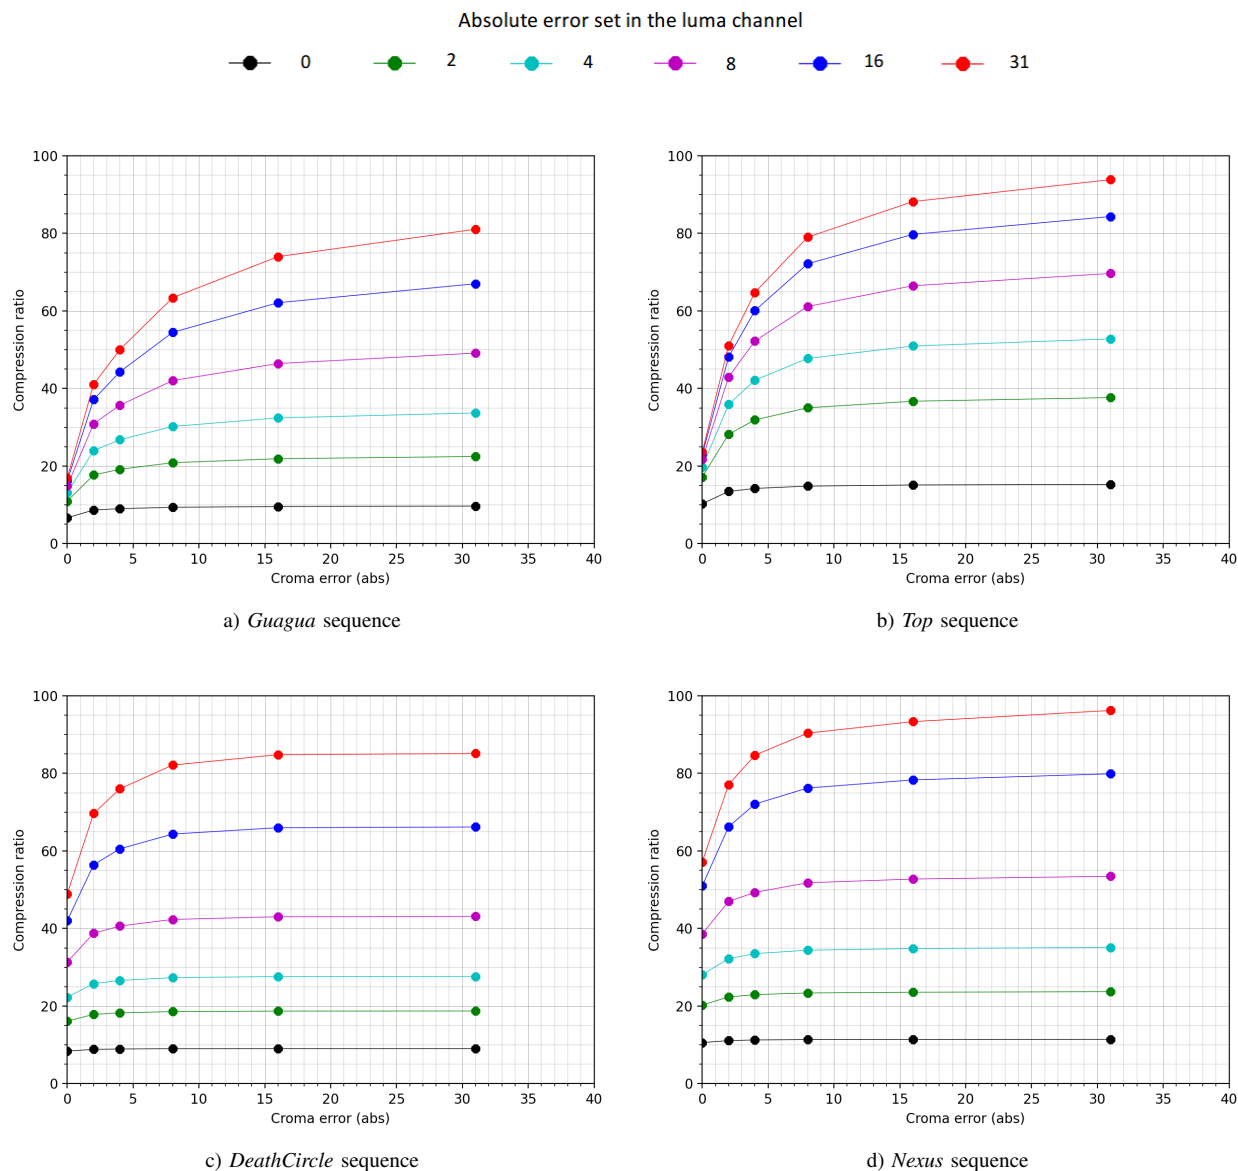 Absolute error set in the luma channel
0 2 4 8 16 31
100 100
80 80
60 60
Compression ratio Compression ratio
40 40
20 20
0 0
0 5 10 15 20 25 30 35 40 0 5 10 15 20 25 30 35 40
Croma error (abs) Croma error (abs)
a) Guagua sequence b) Top sequence
100 100
80 80
60 60
Compression ratio Compression ratio
40 40
20 20
0 0
0 5 10 15 20 25 30 35 40 0 5 10 15 20 25 30 35 40
Croma error (abs) Croma error (abs)
c) DeathCircle sequence d) Nexus sequence